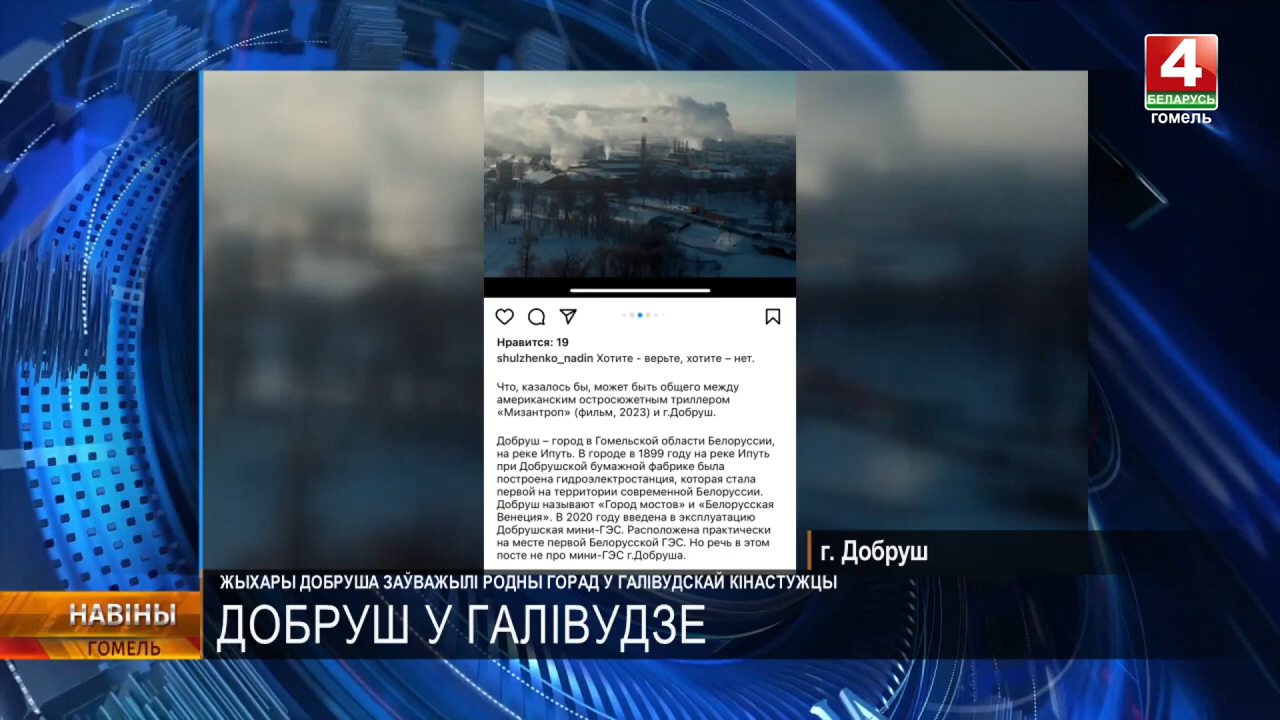 4
БЕЛАРУСЬ
гомель
Нравится: 19
shulzhenko_nadin Хотите - верьте, хотите – нет.
Что, казалось бы, может быть общего между
американским остросюжетным триллером
«Мизантроп» (фильм, 2023) и г.Добруш.
Добруш – город в Гомельской области Белоруссии,
на реке Ипуть. В городе в 1899 году на реке Ипуть
при Добрушской бумажной фабрике была
построена гидроэлектростанция, которая стала
первой на территории современной Белоруссии.
Добруш называют «Город мостов» и «Белорусская
Венеция». В 2020 году введена в эксплуатацию
Добрушская мини-ГЭС. Расположена практически
на месте первой Белорусской ГЭС. Но речь в этом
посте не про мини-ГЭС г.Добруша.
г. Добруш
ЖЫХАРЫ ДОБРУША ЗАЎВАЖЫЛІ РОДНЫ ГОРАД У ГАЛІВУДСКАЙ КІНАСТУЖЦЫ
ДОБРУШ У ГАЛІВУДЗЕ
НАВІНЫ
ГОМЕЛЬ